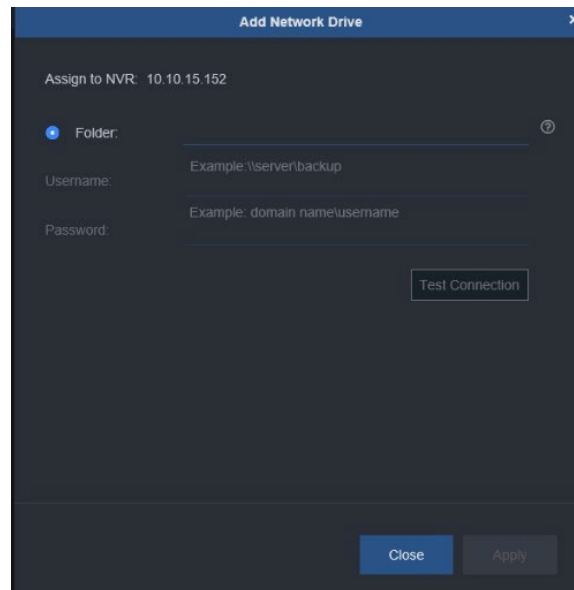 Add Network Drive
Assign to NVR: 10.10.15.152
Folder:
Example:\\server\backup
Username:
Example: domain name\username
Password:
Test Connection
Close
Apply